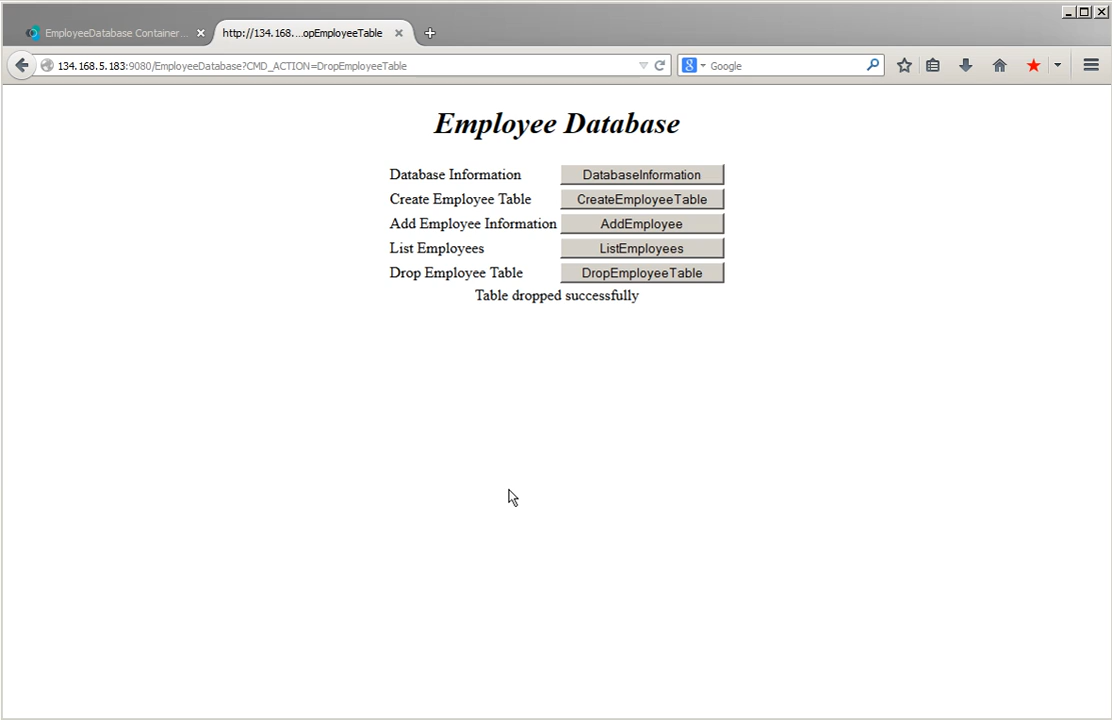 EmployeeDatabase Container...
http://134.168....opEmployeeTable
134.168.5.183:9080/EmployeeDatabase?CMD_ACTION=DropEmployeeTable
8
Google
Employee Database
Database Information DatabaseInformation
Create Employee Table CreateEmployeeTable
Add Employee Information AddEmployee
List Employees ListEmployees
Drop Employee Table DropEmployeeTable
Table dropped successfully